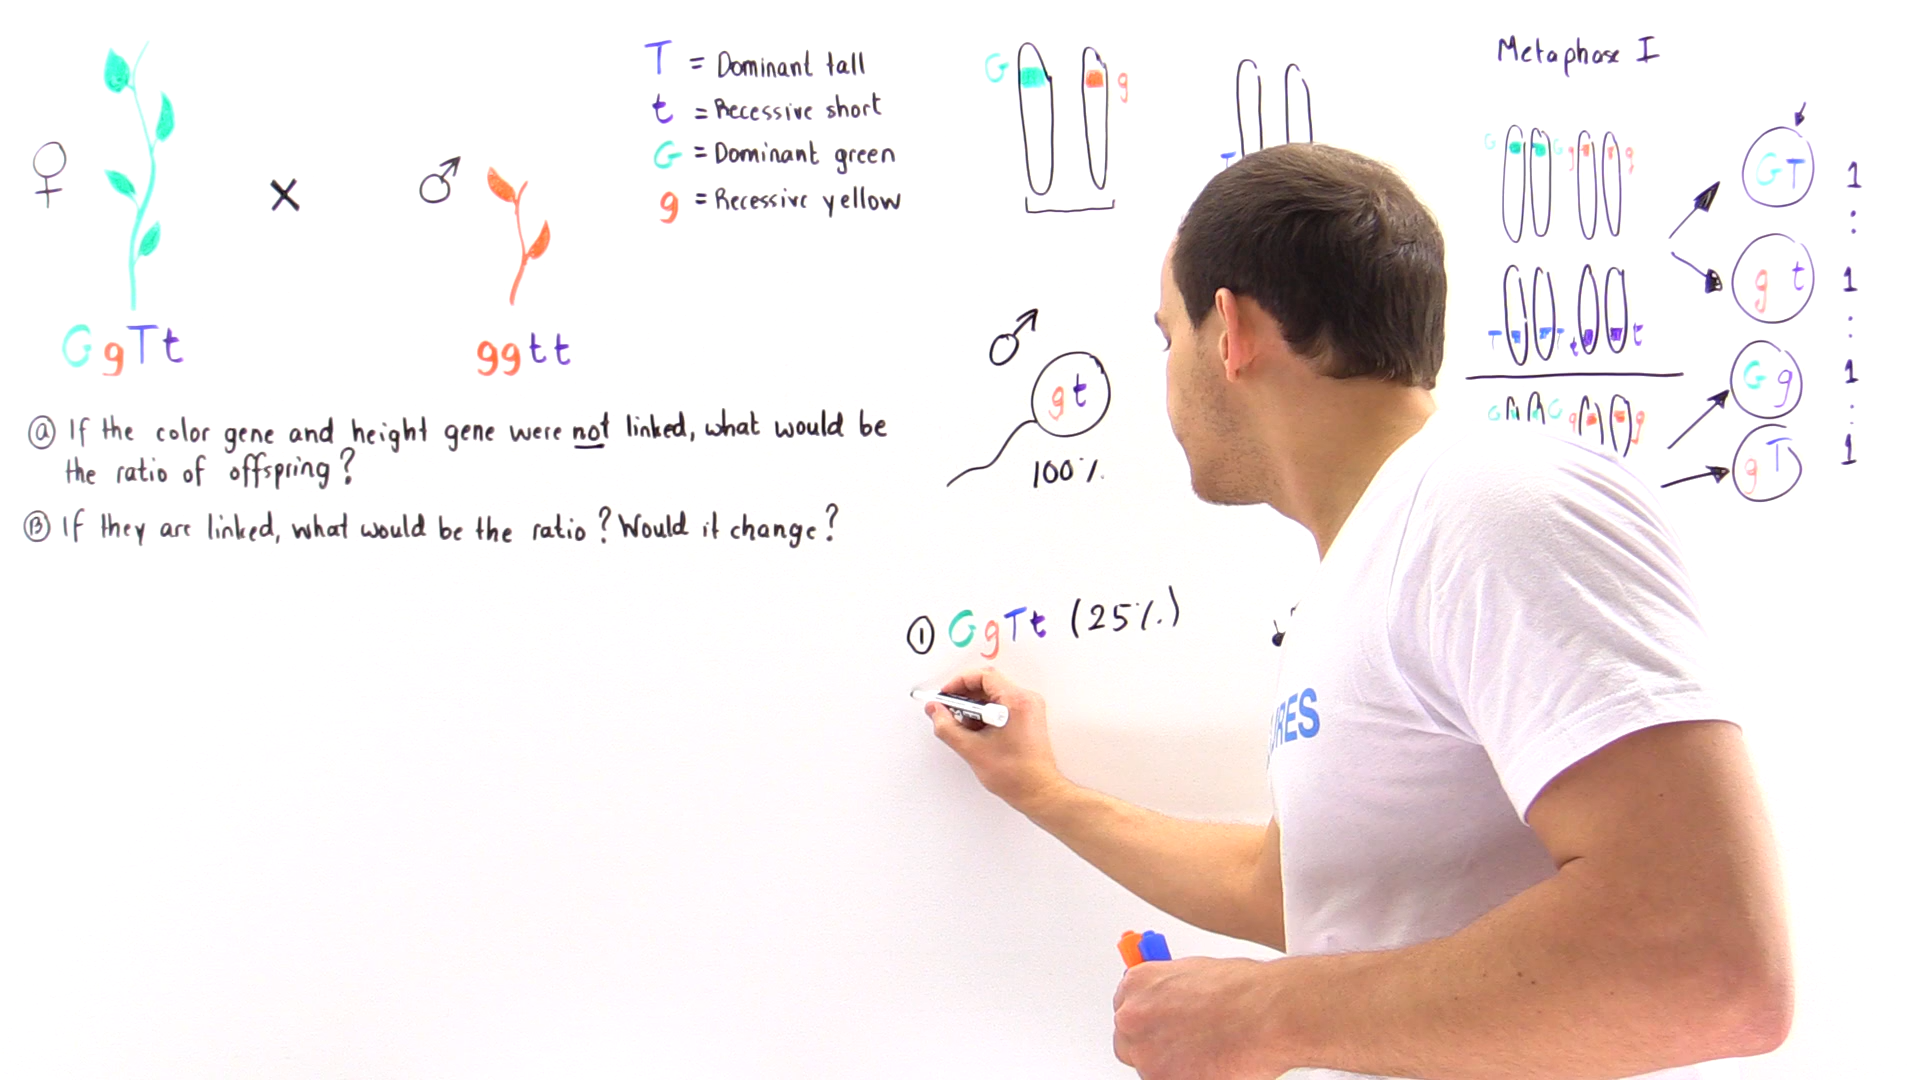 T = Dominant tall
t = Recessive short
G = Dominant green
g = Recessive yellow
GgTt
x
ggtt
ⓐ If the color gene and height gene were not linked, what would be
the ratio of offspring?
Ⓑ If they are linked, what would be the ratio? Would it change?
G g
T
gt
100%
① GgTt (25%)
Metaphase I
G G g g
T T t t
G G g g
GT 1
:
gt 1
:
Gg 1
:
gT 1
URES